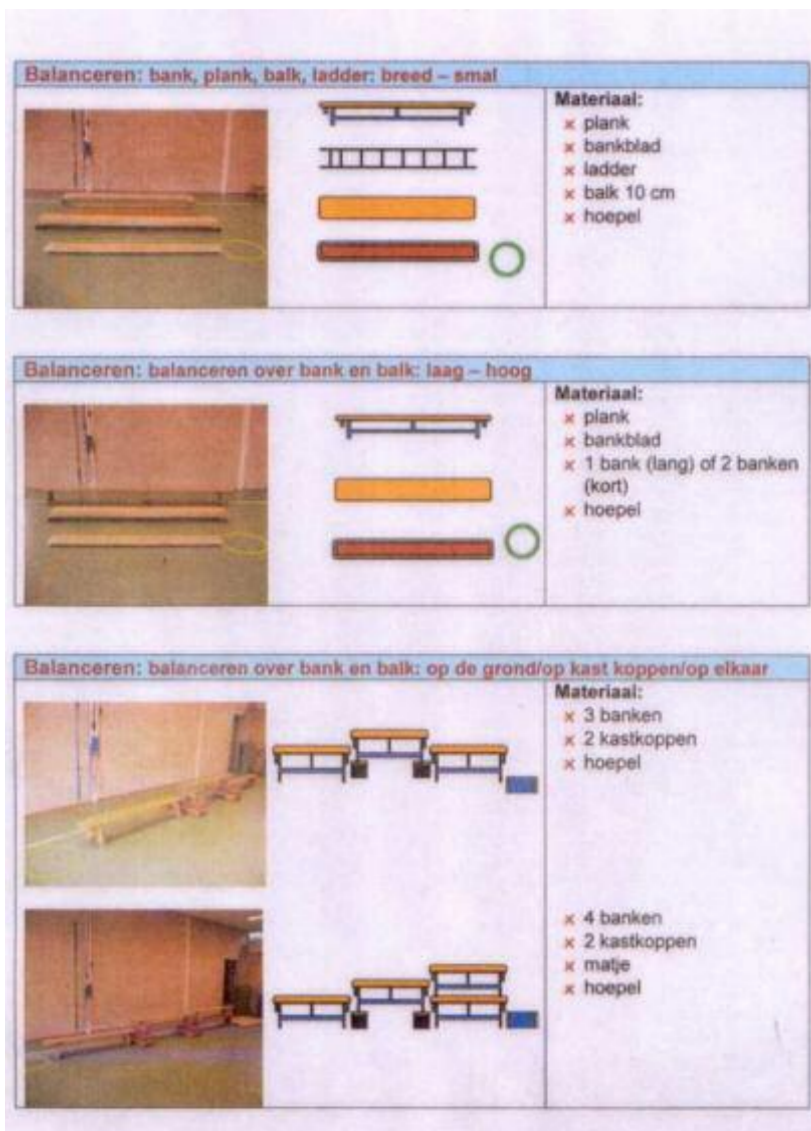 Balanceren: bank, plank, balk, ladder: breed – smal
Materiaal:
× plank
× bankblad
× ladder
× balk 10 cm
× hoepel
Balanceren: balanceren over bank en balk: laag – hoog
Materiaal:
× plank
× bankblad
× 1 bank (lang) of 2 banken
(kort)
× hoepel
Balanceren: balanceren over bank en balk: op de grond/op kast koppen/op elkaar
Materiaal:
× 3 banken
× 2 kastkoppen
× hoepel
× 4 banken
× 2 kastkoppen
× matje
× hoepel